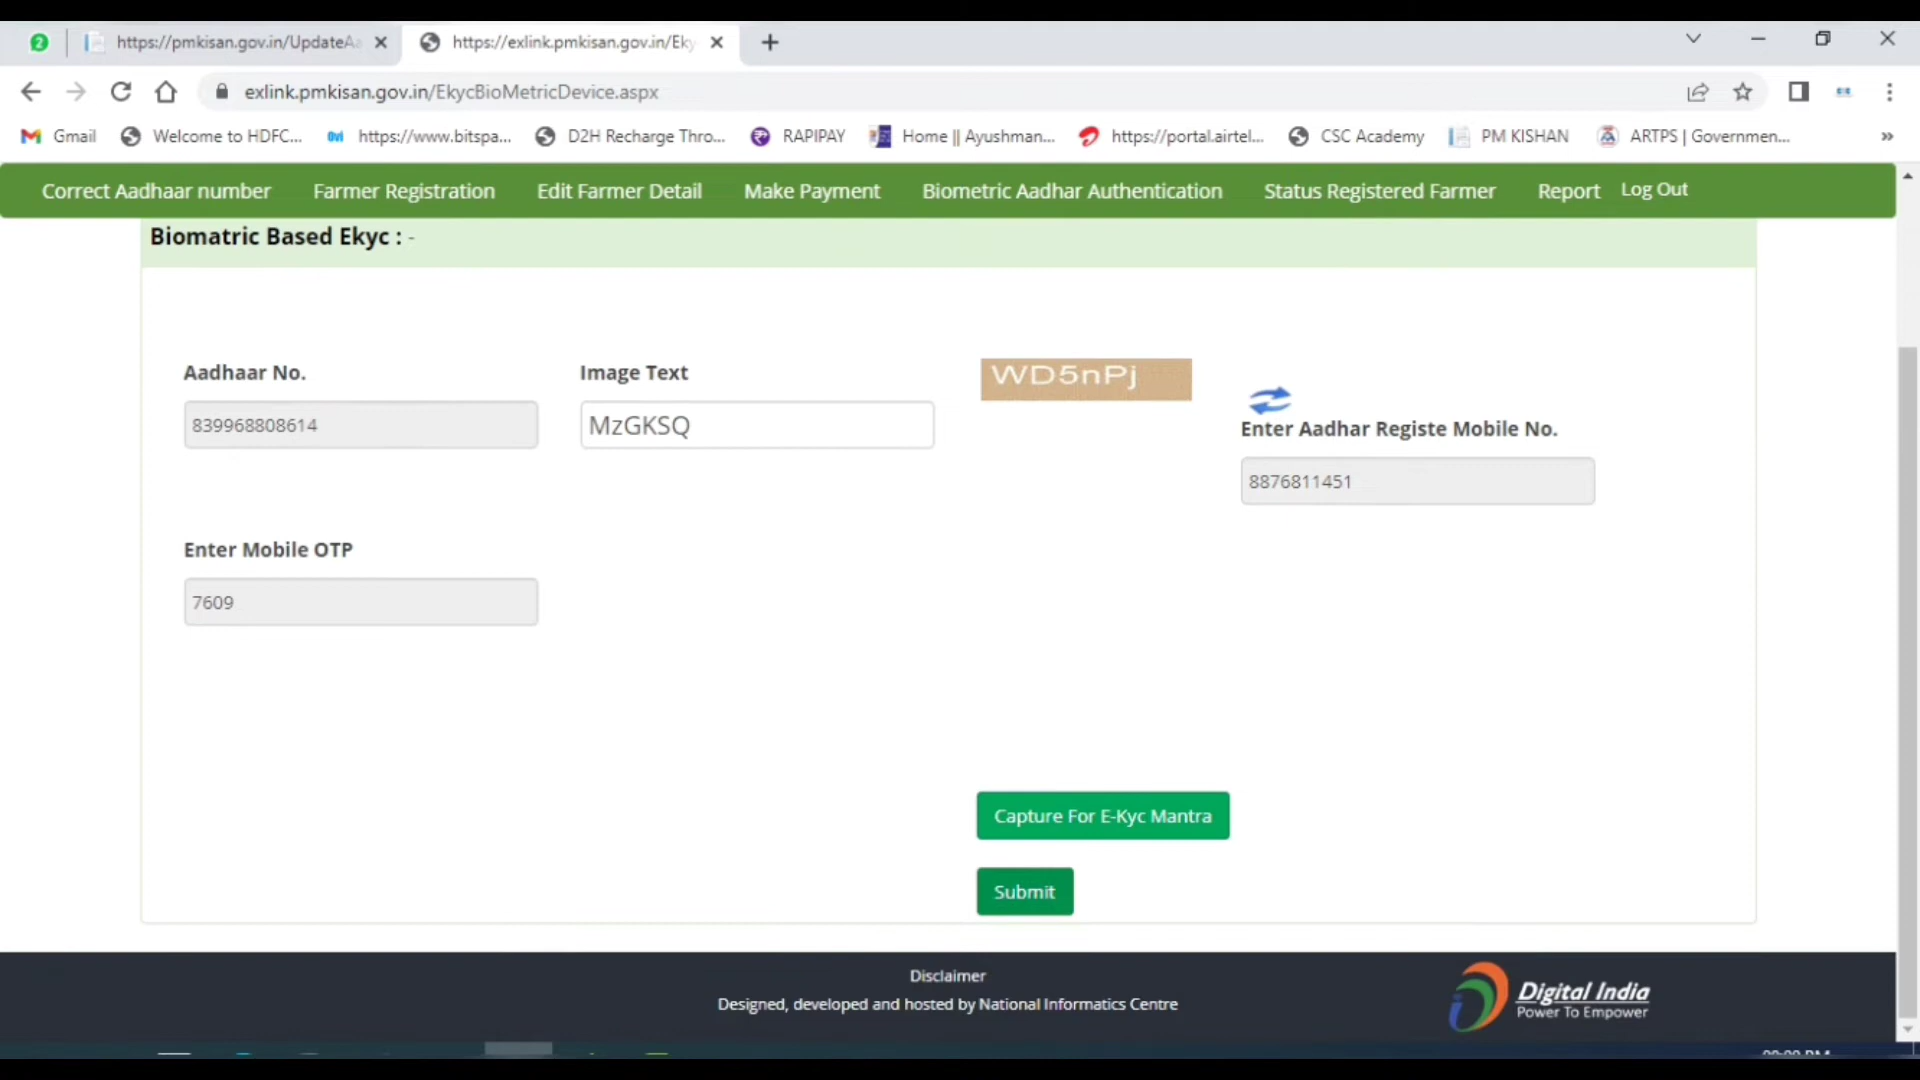 2
https://pmkisan.gov.in/UpdateAa
https://exlink.pmkisan.gov.in/Eky
exlink.pmkisan.gov.in/EkycBioMetricDevice.aspx
Gmail Welcome to HDFC... https://www.bitspa... D2H Recharge Thro... RAPIPAY Home || Ayushman... https://portal.airtel... CSC Academy PM KISHAN ARTPS | Governmen... »
Correct Aadhaar number Farmer Registration Edit Farmer Detail Make Payment Biometric Aadhar Authentication Status Registered Farmer Report Log Out
Biomatric Based Ekyc : -
Aadhaar No.
839968808614
Image Text
MzGKSQ
WD5nPj
Enter Aadhar Registe Mobile No.
8876811451
Enter Mobile OTP
7609
Capture For E-Kyc Mantra
Submit
Disclaimer
Designed, developed and hosted by National Informatics Centre
Digital India
Power To Empower